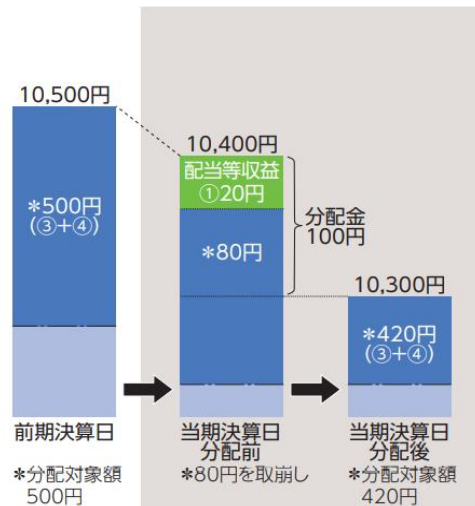 10,500円
*500円
(③+④)
前期決算日
*分配対象額
500円
10,400円
配当等収益
①20円
*80円
分配金
100円
当期決算日
分配前
*80円を取崩し
10,300円
*420円
(③+④)
当期決算日
分配後
*分配対象額
420円